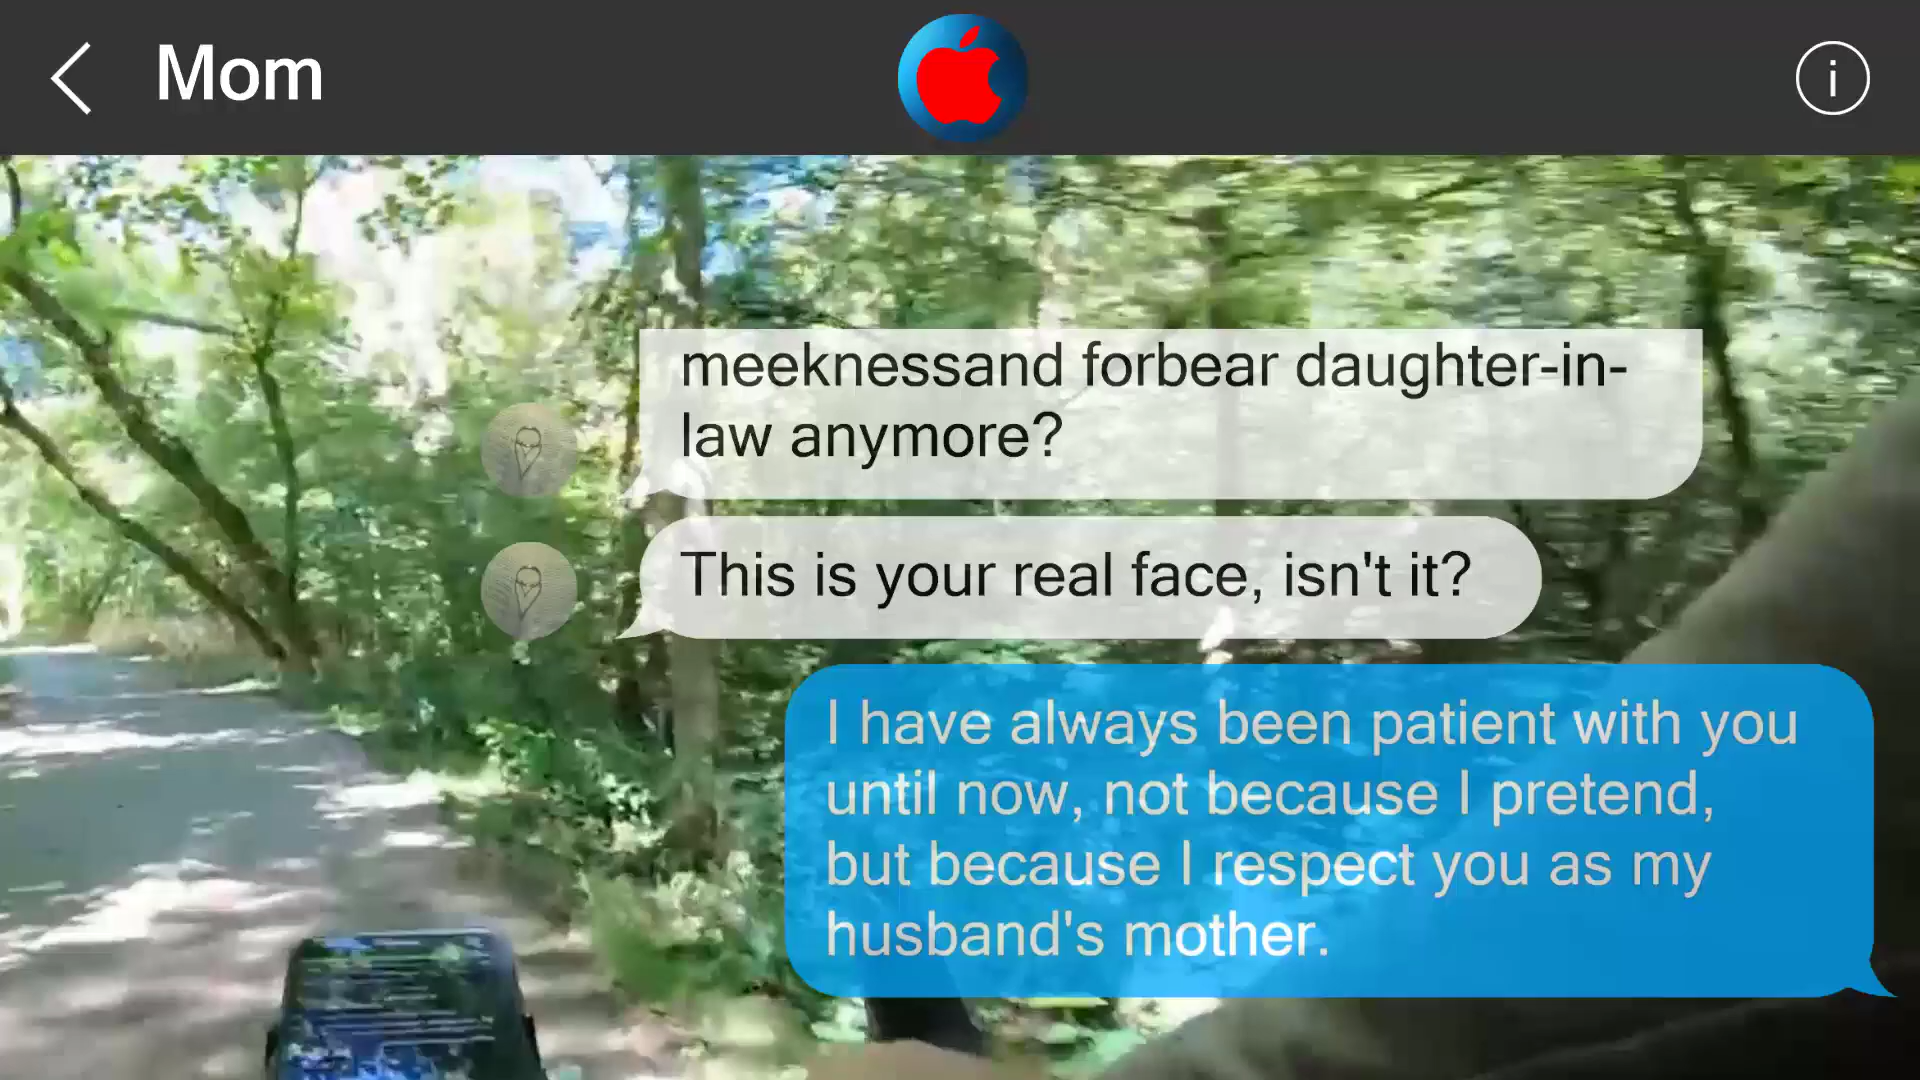 Mom
i
meeknessand forbear daughter-in-
law anymore?
This is your real face, isn't it?
I have always been patient with you
until now, not because I pretend,
but because I respect you as my
husband's mother.